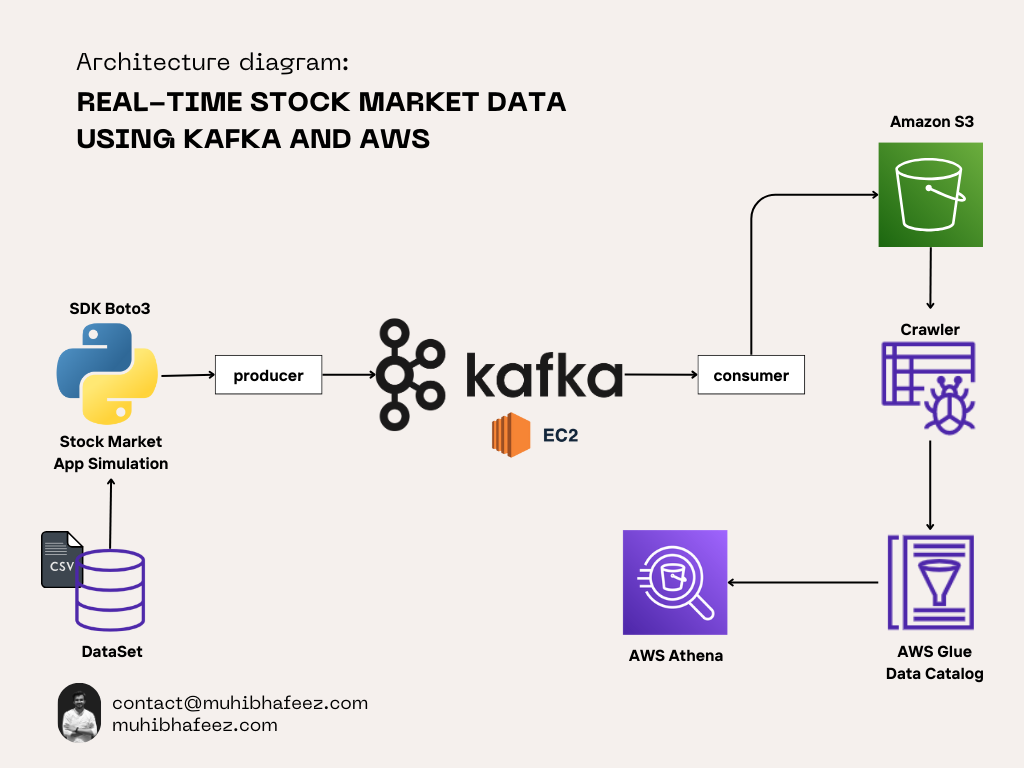 Architecture diagram:
REAL-TIME STOCK MARKET DATA
USING KAFKA AND AWS
Amazon S3
SDK Boto3
Crawler
producer
kafka
consumer
EC2
Stock Market
App Simulation
CSV
DataSet
AWS Athena
AWS Glue
Data Catalog
contact@muhibhafeez.com
muhibhafeez.com